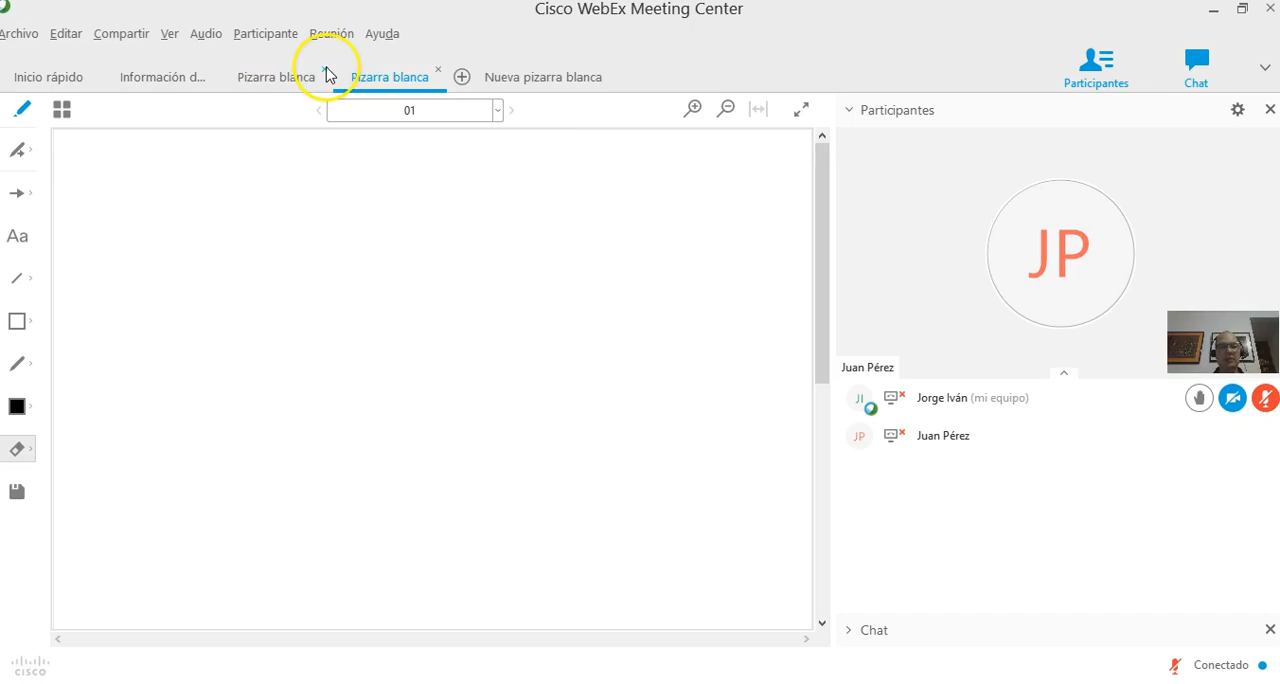 Cisco WebEx Meeting Center
Archivo Editar Compartir Ver Audio Participante Reunión Ayuda
Inicio rápido Información d... Pizarra blanca Pizarra blanca Nueva pizarra blanca
Participantes Chat
01
Participantes
Aa
JP
Juan Pérez
JI Jorge Iván (mi equipo)
JP Juan Pérez
Chat
CISCO
Conectado